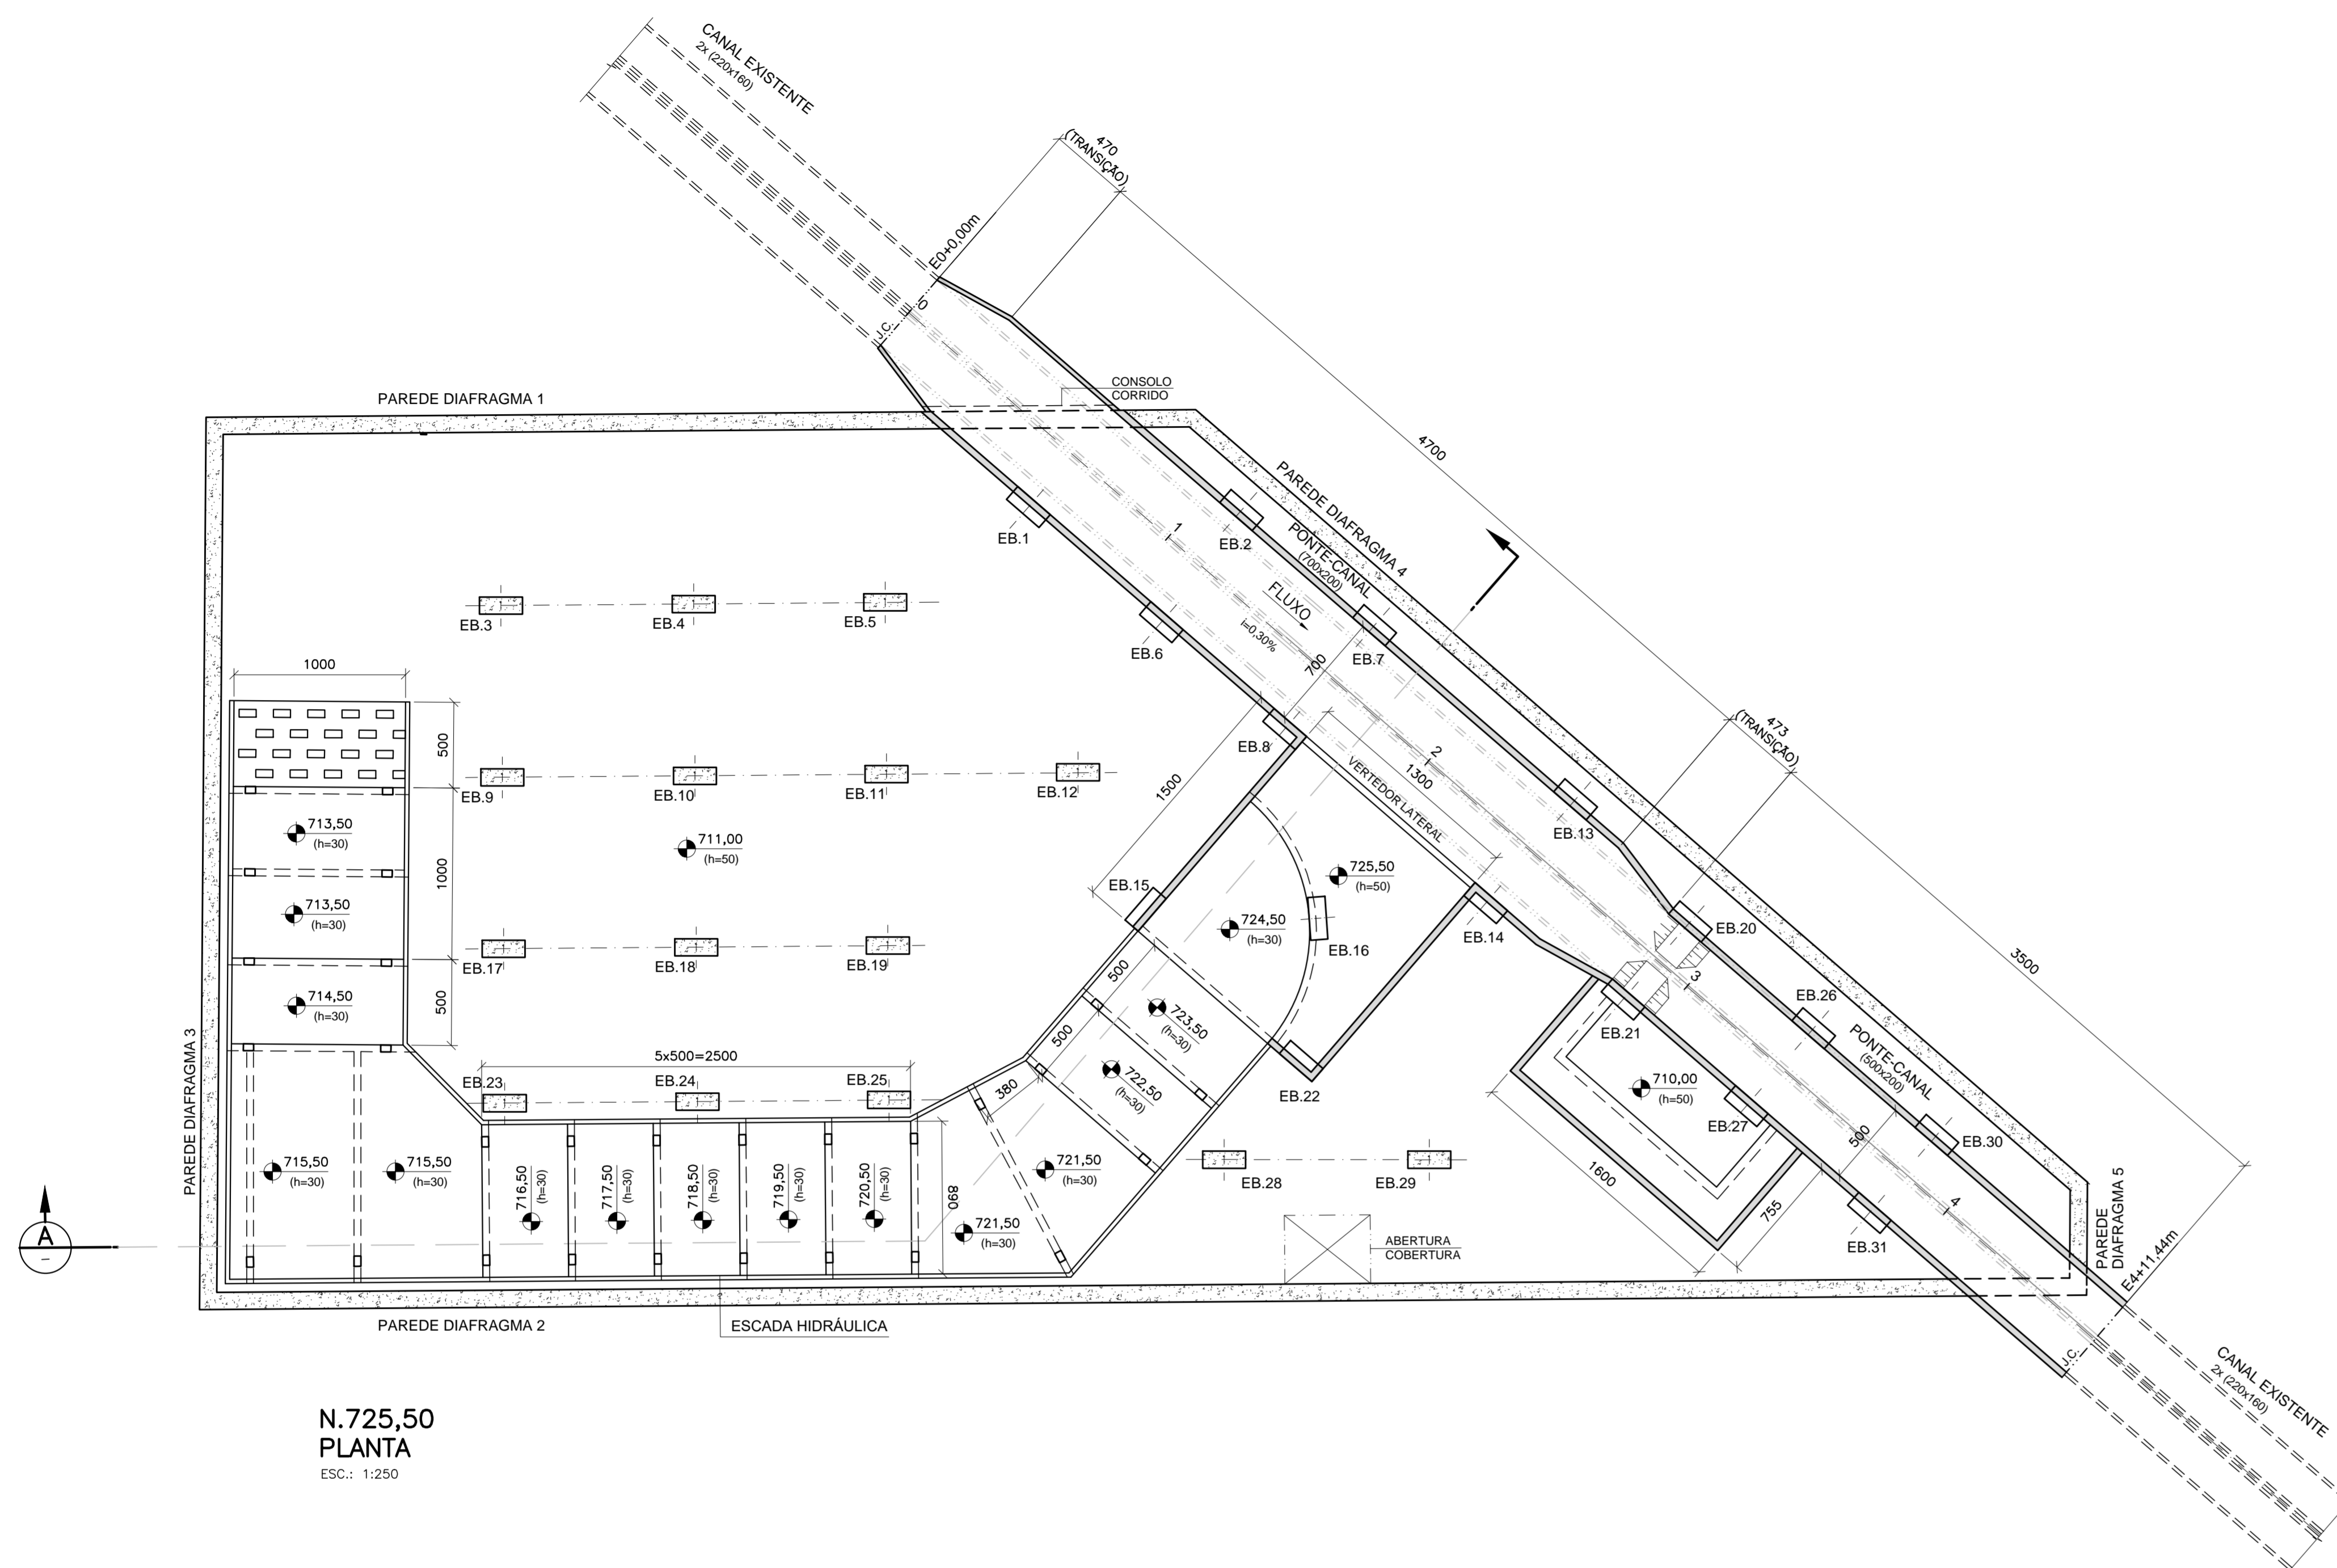 CANAL EXISTENTE
2x (220x160)
470
(TRANSIÇÃO)
E0+0,00m
0
J.C.
CONSOLO
CORRIDO
PAREDE DIAFRAGMA 1
4700
PAREDE DIAFRAGMA 4
EB.1
EB.2
1
PONTE-CANAL
(700x200)
FLUXO
i=0,30%
EB.3
EB.4
EB.5
EB.6
EB.7
700
1000
473
(TRANSIÇÃO)
EB.8
2
1300
VERTEDOR LATERAL
1500
500
EB.9
EB.10
EB.11
EB.12
EB.13
713,50
(h=30)
711,00
(h=50)
1000
725,50
(h=50)
EB.15
713,50
(h=30)
724,50
(h=30)
EB.14
EB.20
EB.16
EB.17
EB.18
EB.19
500
3
3500
714,50
(h=30)
500
723,50
(h=30)
EB.26
EB.21
500
PAREDE DIAFRAGMA 3
5x500=2500
722,50
(h=30)
PONTE-CANAL
(500x200)
EB.23
EB.24
EB.25
380
EB.22
710,00
(h=50)
EB.27
500
EB.30
715,50
(h=30)
715,50
(h=30)
716,50
(h=30)
717,50
(h=30)
718,50
(h=30)
719,50
(h=30)
720,50
(h=30)
890
721,50
(h=30)
721,50
(h=30)
EB.28
EB.29
1600
755
4
EB.31
PAREDE
DIAFRAGMA 5
A
–
ABERTURA
COBERTURA
E4+11,44m
PAREDE DIAFRAGMA 2
ESCADA HIDRÁULICA
J.C.
CANAL EXISTENTE
2x (220x160)
N.725,50
PLANTA
ESC.: 1:250